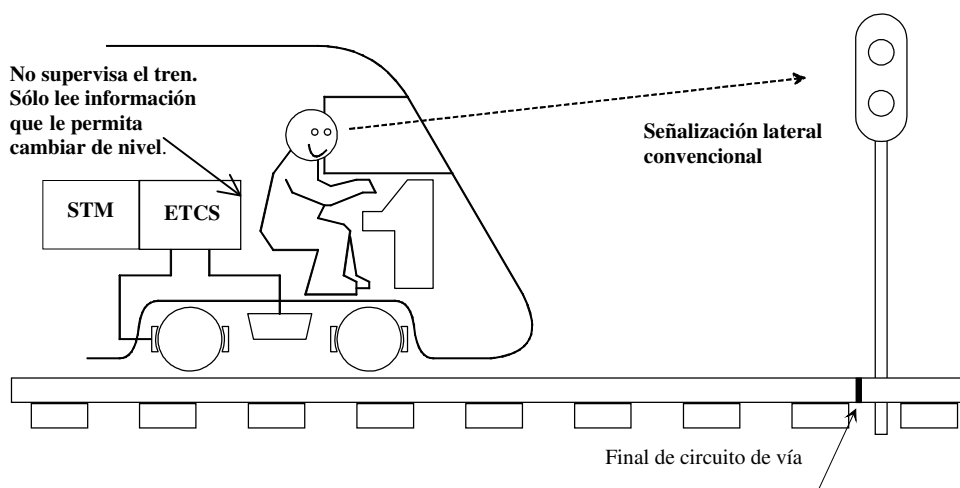 No supervisa el tren.
Sólo lee información
que le permita
cambiar de nivel.
Señalización lateral
convencional
STM
ETCS
Final de circuito de vía